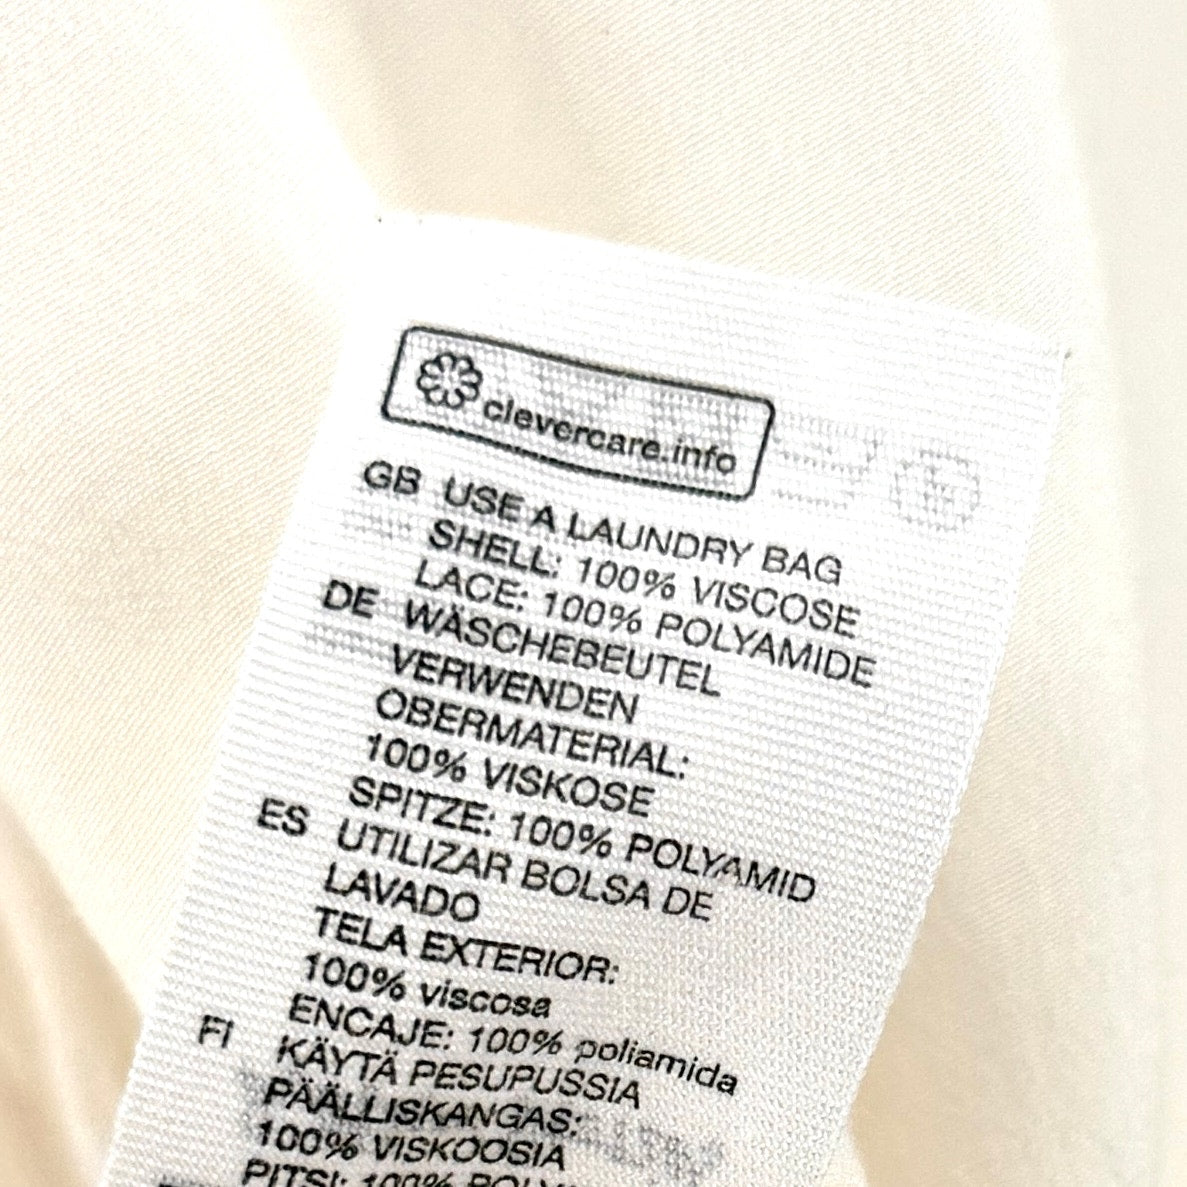 clevercare.info
GB USE A LAUNDRY BAG
SHELL: 100% VISCOSE
LACE: 100% POLYAMIDE
DE WÄSCHEBEUTEL
VERWENDEN
OBERMATERIAL:
100% VISKOSE
SPITZE: 100% POLYAMID
ES UTILIZAR BOLSA DE
LAVADO
TELA EXTERIOR:
100% viscosa
ENCAJE: 100% poliamida
FI KÄYTÄ PESUPUSSIA
PÄÄLLISKANGAS:
100% VISKOOSIA
PITSI: 100%